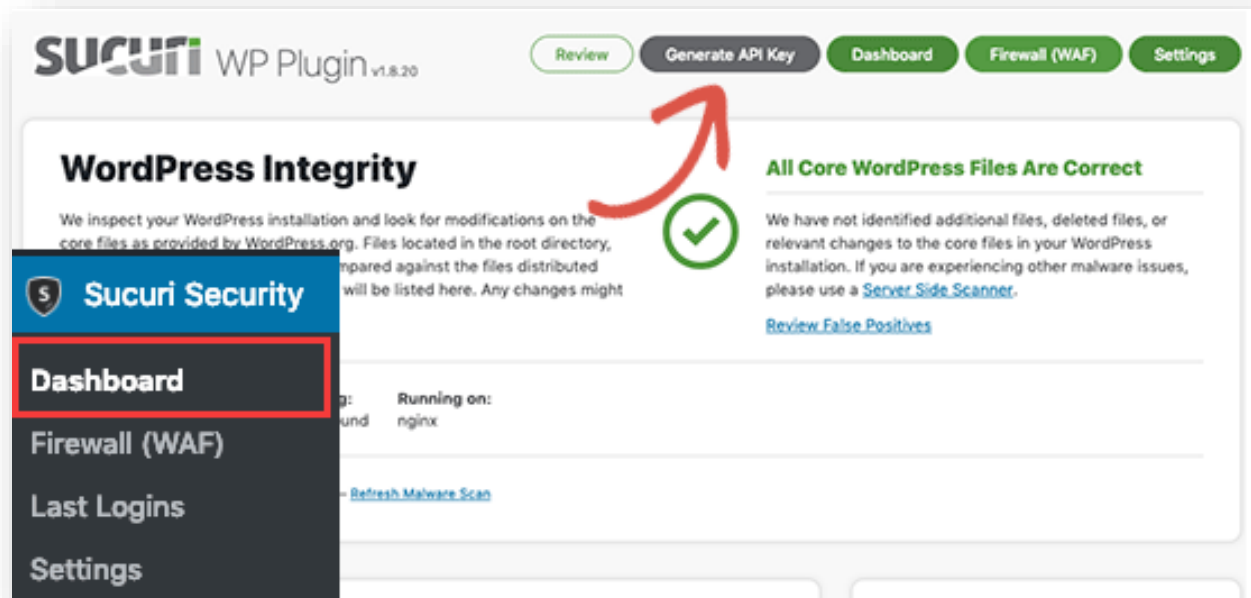 SUCURI WP Plugin v1.8.20
Review
Generate API Key
Dashboard
Firewall (WAF)
Settings
WordPress Integrity
We inspect your WordPress installation and look for modifications on the
core files as provided by WordPress.org. Files located in the root directory,
mpared against the files distributed
will be listed here. Any changes might
All Core WordPress Files Are Correct
We have not identified additional files, deleted files, or
relevant changes to the core files in your WordPress
installation. If you are experiencing other malware issues,
please use a Server Side Scanner.
Review False Positives
g: Running on:
ound nginx
– Refresh Malware Scan
Sucuri Security
Dashboard
Firewall (WAF)
Last Logins
Settings